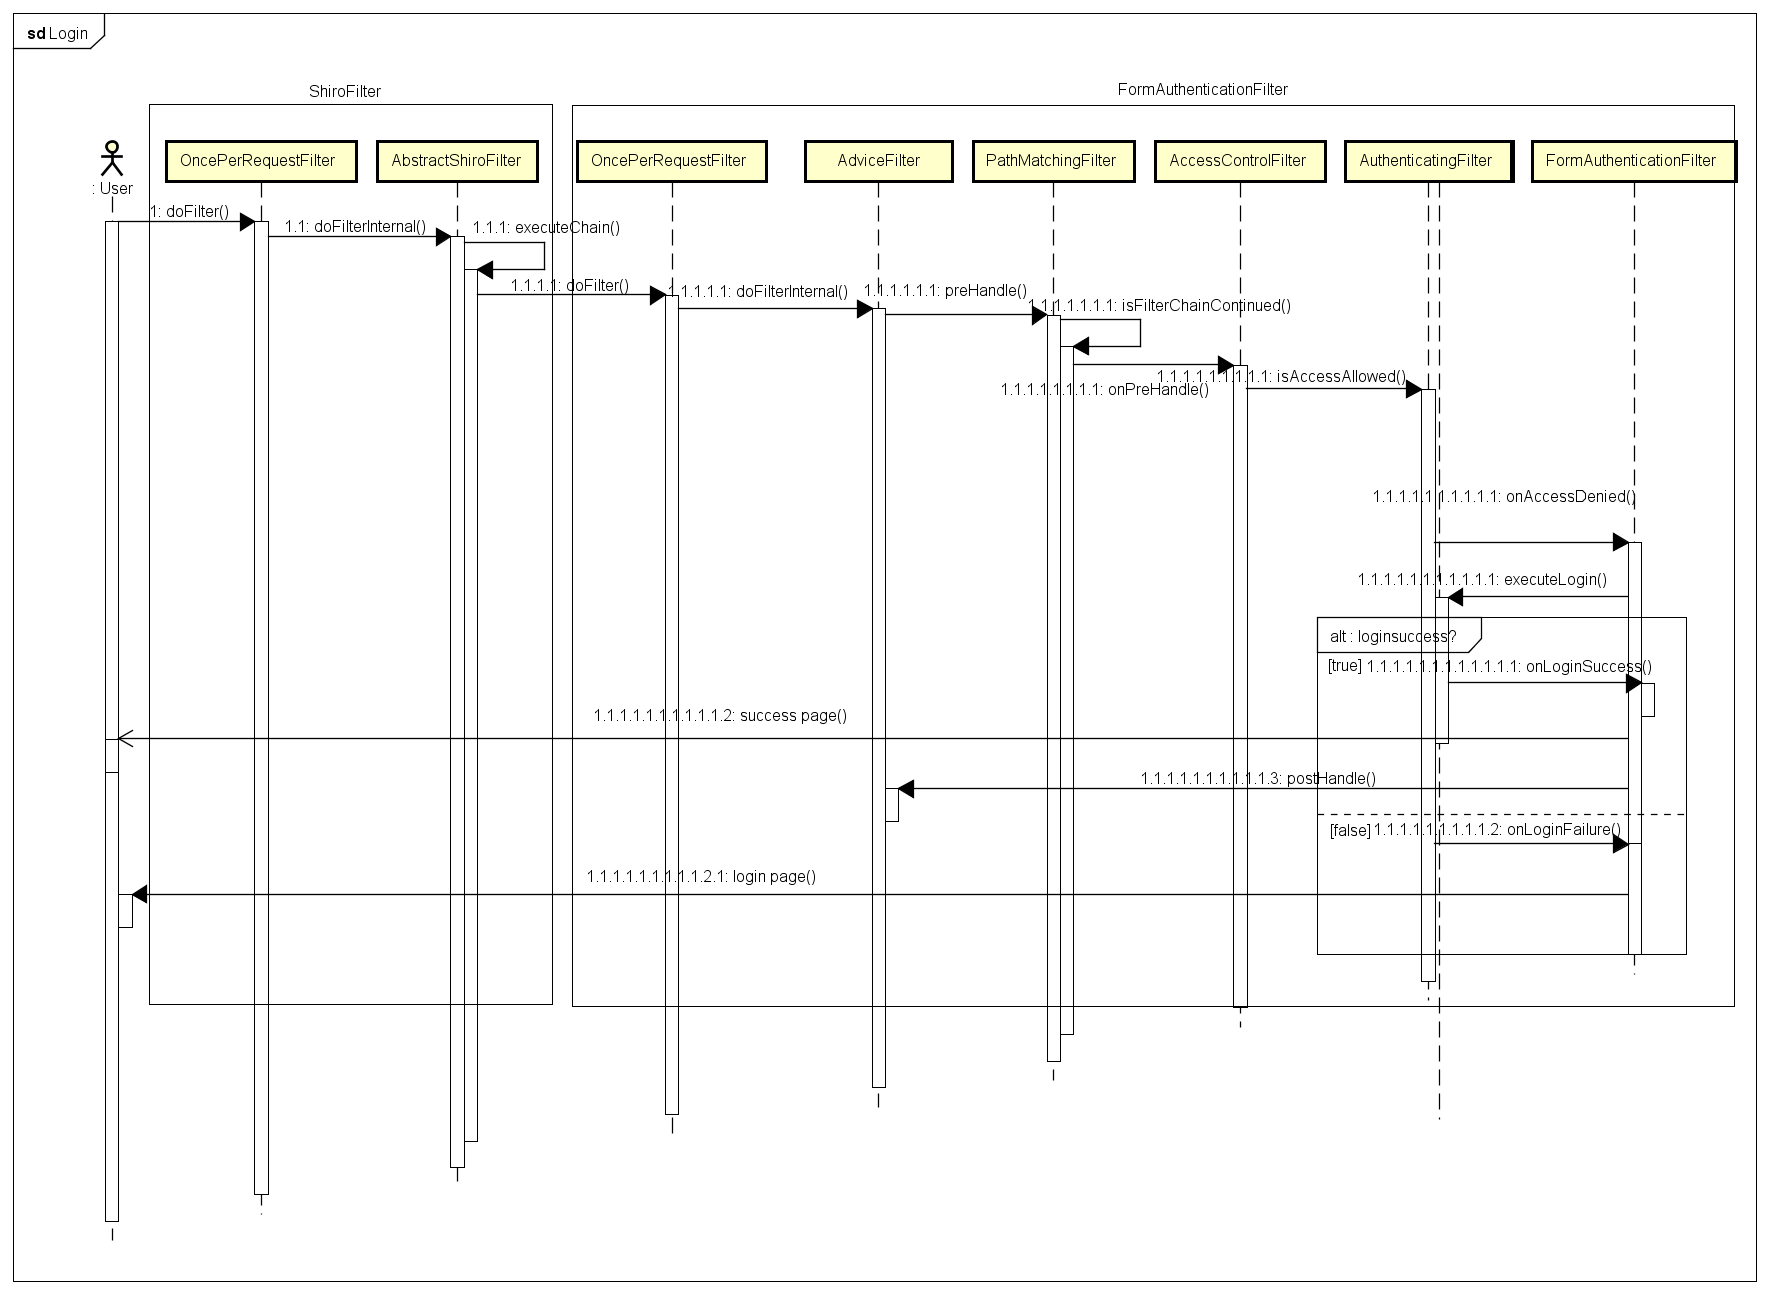 sd Login
ShiroFilter
FormAuthenticationFilter
OncePerRequestFilter
AbstractShiroFilter
OncePerRequestFilter
AdviceFilter
PathMatchingFilter
AccessControlFilter
AuthenticatingFilter
FormAuthenticationFilter
: User
1: doFilter()
1.1: doFilterInternal()
1.1.1: executeChain()
1.1.1.1: doFilter()
1.1.1.1.1: doFilterInternal()
1.1.1.1.1.1: preHandle()
1.1.1.1.1.1.1: isFilterChainContinued()
1.1.1.1.1.1.1.1.1: isAccessAllowed()
1.1.1.1.1.1.1.1: onPreHandle()
1.1.1.1.1.1.1.1.1.1: onAccessDenied()
1.1.1.1.1.1.1.1.1.1.1: executeLogin()
alt : loginsuccess?
[true] 1.1.1.1.1.1.1.1.1.1.1.1: onLoginSuccess()
1.1.1.1.1.1.1.1.1.1.2: success page()
1.1.1.1.1.1.1.1.1.1.3: postHandle()
[false] 1.1.1.1.1.1.1.1.1.2: onLoginFailure()
1.1.1.1.1.1.1.1.1.2.1: login page()